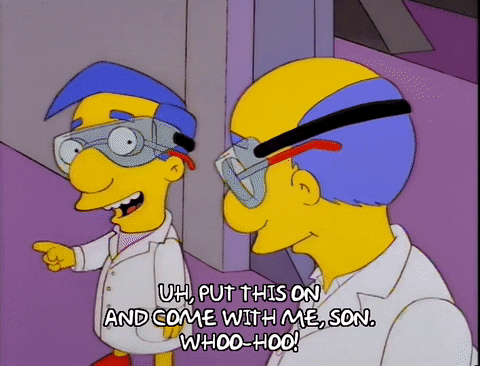 UH, PUT THIS ON
AND COME WITH ME, SON.
WHOO-HOO!